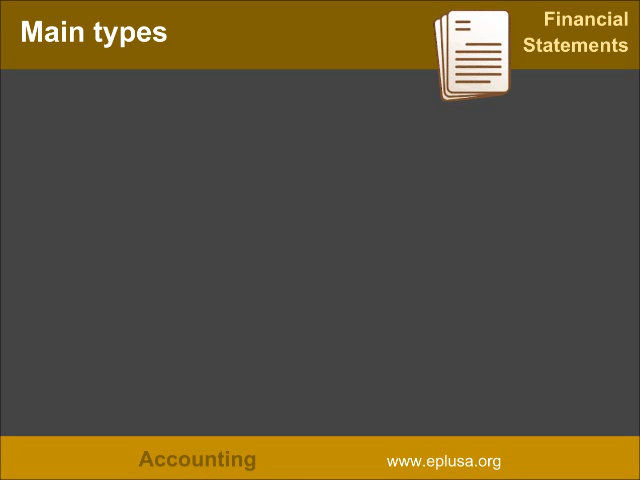 Main types
Financial
Statements
Accounting
www.eplusa.org